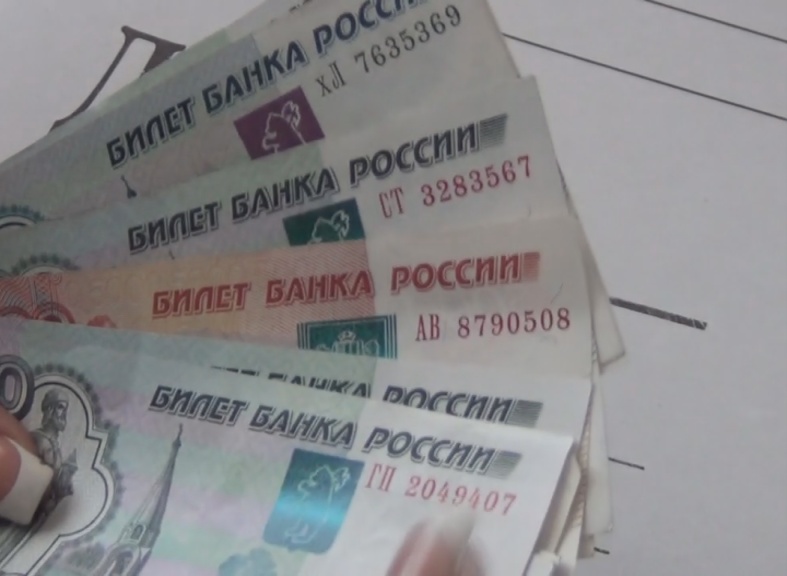 БИЛЕТ БАНКА РОССИИ
ХЛ 7635369
БИЛЕТ БАНКА РОССИИ
СТ 3283567
БИЛЕТ БАНКА РОССИИ
АВ 8790508
БАНКА РОССИИ
БИЛЕТ БАНКА РОССИИ
ГП 2049407